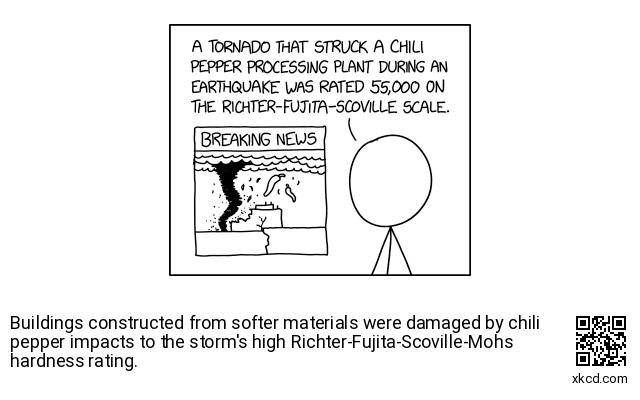 A TORNADO THAT STRUCK A CHILI
PEPPER PROCESSING PLANT DURING AN
EARTHQUAKE WAS RATED 55,000 ON
THE RICHTER-FUJITA-SCOVILLE SCALE.
BREAKING NEWS
Buildings constructed from softer materials were damaged by chili
pepper impacts to the storm's high Richter-Fujita-Scoville-Mohs
hardness rating.
xkcd.com